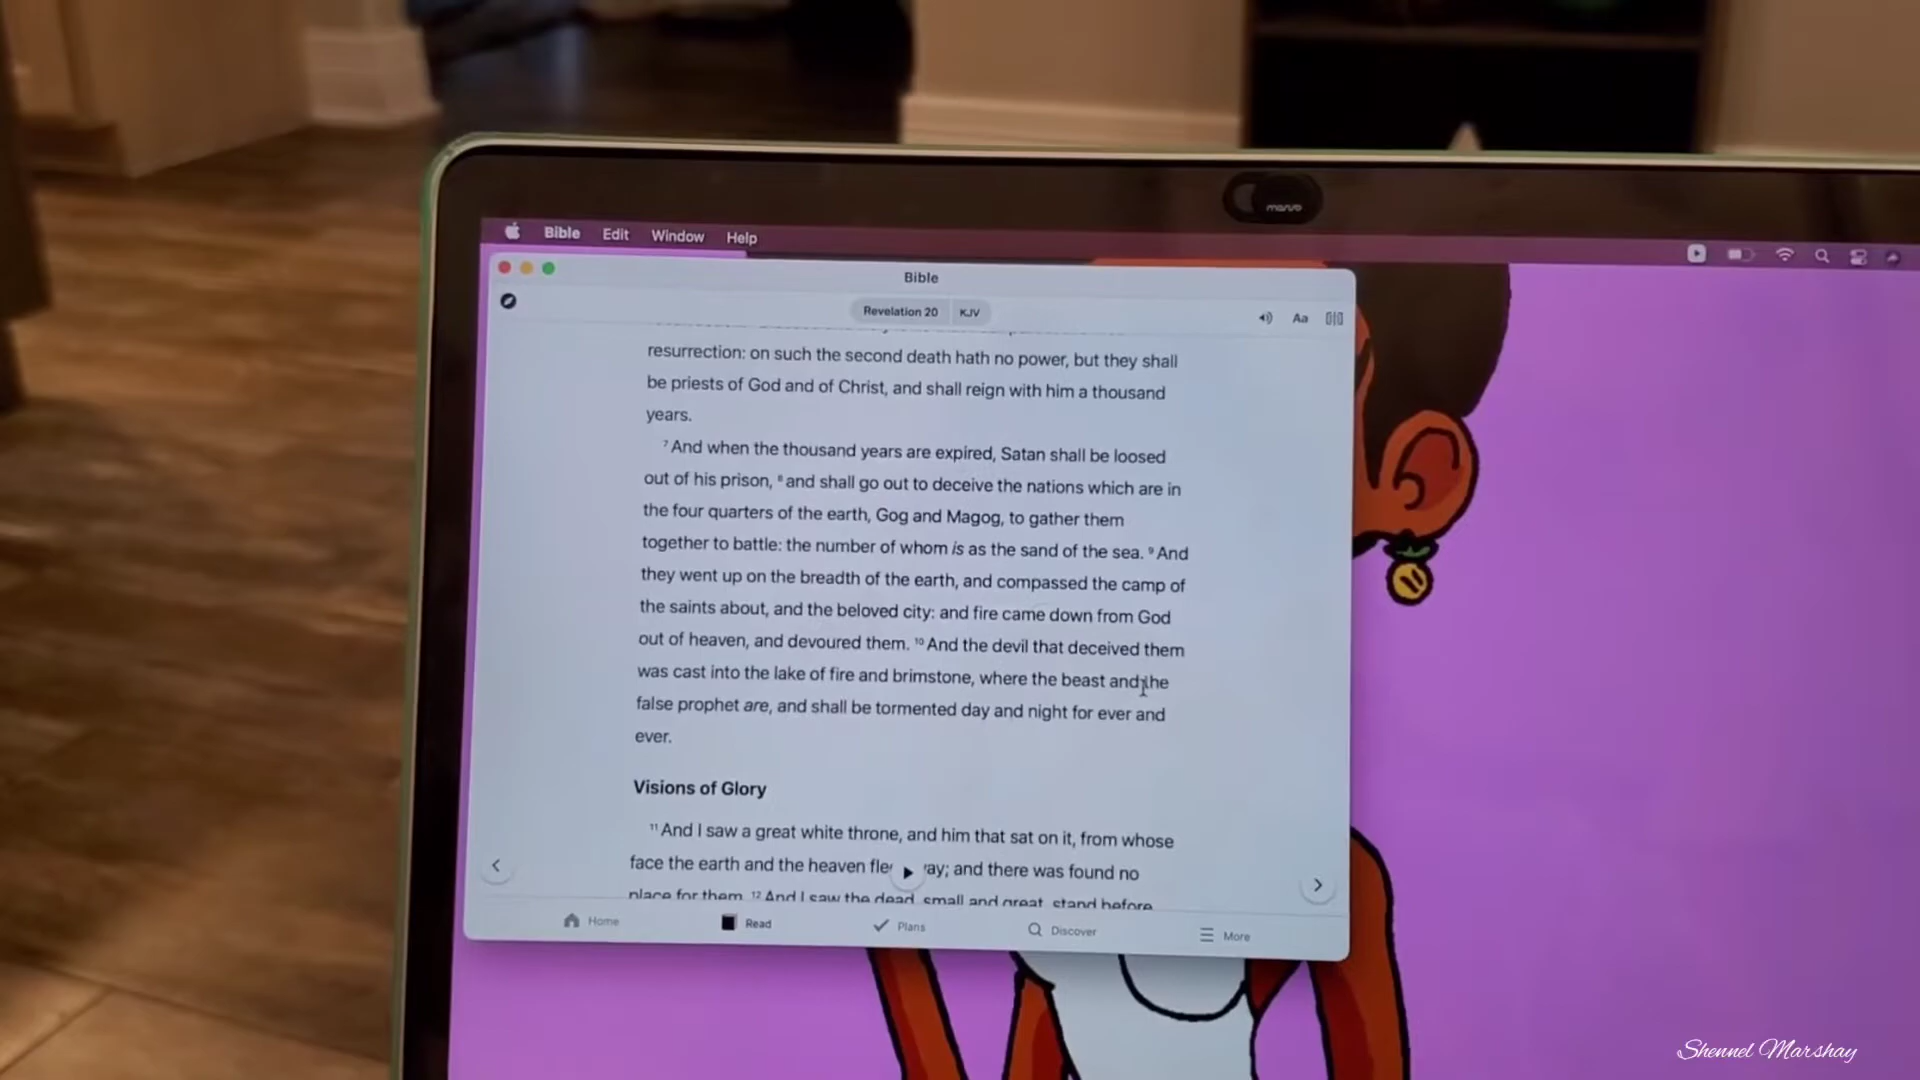 marvo
Bible Edit Window Help
Bible
Revelation 20 KJV
Aa
resurrection: on such the second death hath no power, but they shall
be priests of God and of Christ, and shall reign with him a thousand
years.
7 And when the thousand years are expired, Satan shall be loosed
out of his prison, 8 and shall go out to deceive the nations which are in
the four quarters of the earth, Gog and Magog, to gather them
together to battle: the number of whom is as the sand of the sea. 9 And
they went up on the breadth of the earth, and compassed the camp of
the saints about, and the beloved city: and fire came down from God
out of heaven, and devoured them. 10 And the devil that deceived them
was cast into the lake of fire and brimstone, where the beast and the
false prophet are, and shall be tormented day and night for ever and
ever.
Visions of Glory
11 And I saw a great white throne, and him that sat on it, from whose
face the earth and the heaven fle ay; and there was found no
place for them. 12 And I saw the dead, small and great, stand before
Home Read Plans Discover More
Shennel Marshay